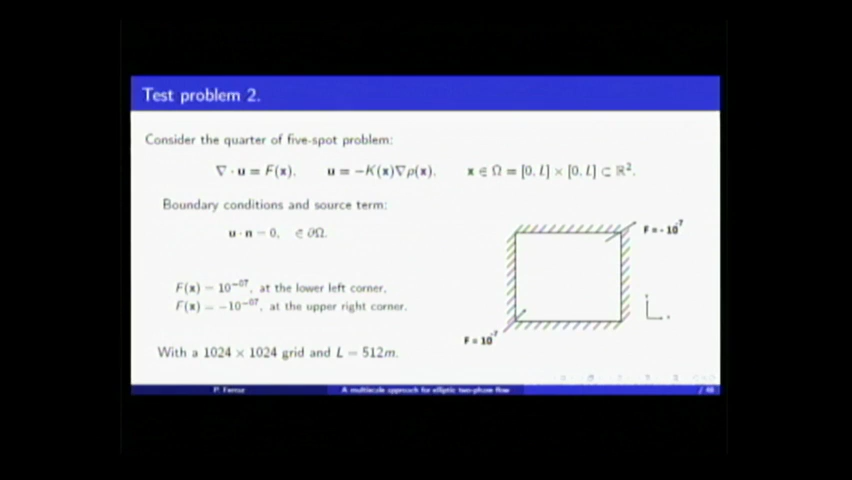 Test problem 2.
Consider the quarter of five-spot problem:
∇ · u = F(x),  u = −K(x)∇p(x),  x ∈ Ω = [0, L] × [0, L] ⊂ ℝ².
Boundary conditions and source term:
u · n = 0,  ∈ ∂Ω.
F = - 10⁻⁷
F(x) = 10⁻⁰⁷, at the lower left corner,
F(x) = −10⁻⁰⁷, at the upper right corner.
F = 10⁻⁷
With a 1024 × 1024 grid and L = 512m.
A multiscale approach for elliptic two-phase flow